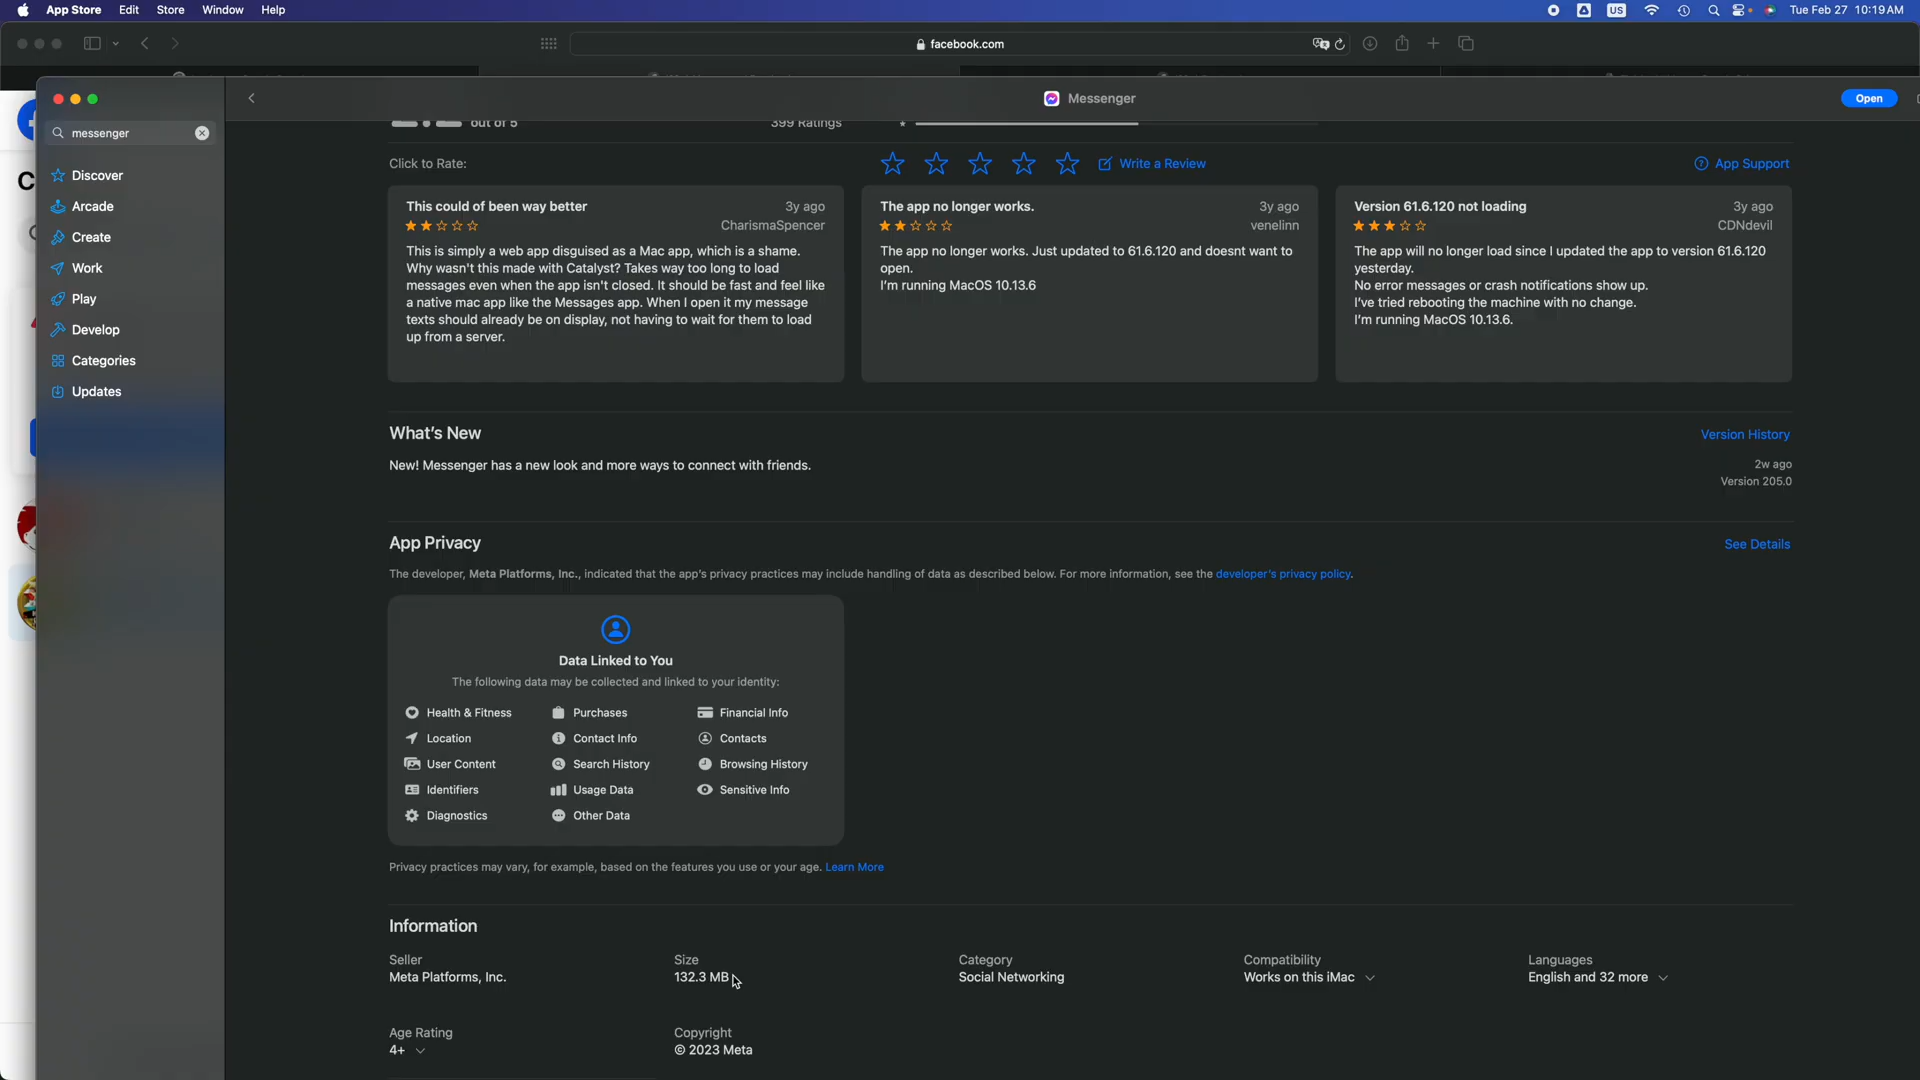 App Store Edit Store Window Help
US
Tue Feb 27 10:19 AM
facebook.com
Messenger
Open
messenger
Discover
Arcade
Create
Work
Play
Develop
Categories
Updates
out of 5
399 Ratings
Click to Rate:
Write a Review
App Support
This could of been way better
3y ago
CharismaSpencer
This is simply a web app disguised as a Mac app, which is a shame.
Why wasn't this made with Catalyst? Takes way too long to load
messages even when the app isn't closed. It should be fast and feel like
a native mac app like the Messages app. When I open it my message
texts should already be on display, not having to wait for them to load
up from a server.
The app no longer works.
3y ago
venelinn
The app no longer works. Just updated to 61.6.120 and doesnt want to
open.
I'm running MacOS 10.13.6
Version 61.6.120 not loading
3y ago
CDNdevil
The app will no longer load since I updated the app to version 61.6.120
yesterday.
No error messages or crash notifications show up.
I've tried rebooting the machine with no change.
I'm running MacOS 10.13.6.
What's New
Version History
New! Messenger has a new look and more ways to connect with friends.
2w ago
Version 205.0
App Privacy
See Details
The developer, Meta Platforms, Inc., indicated that the app's privacy practices may include handling of data as described below. For more information, see the developer's privacy policy.
Data Linked to You
The following data may be collected and linked to your identity:
Health & Fitness
Purchases
Financial Info
Location
Contact Info
Contacts
User Content
Search History
Browsing History
Identifiers
Usage Data
Sensitive Info
Diagnostics
Other Data
Privacy practices may vary, for example, based on the features you use or your age. Learn More
Information
Seller
Meta Platforms, Inc.
Size
132.3 MB
Category
Social Networking
Compatibility
Works on this iMac
Languages
English and 32 more
Age Rating
4+
Copyright
© 2023 Meta